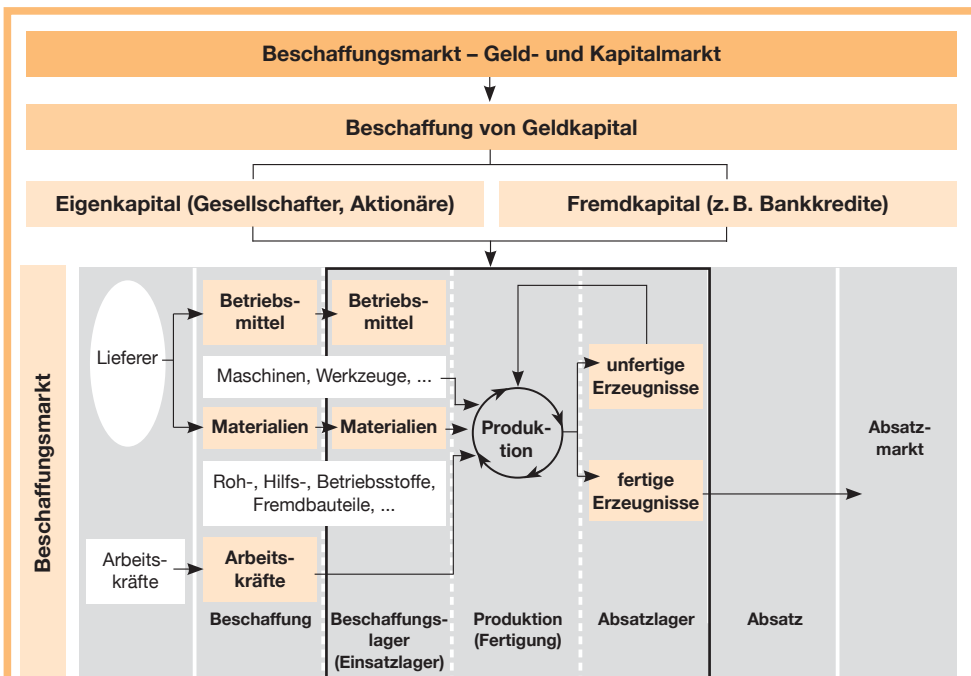 Beschaffungsmarkt – Geld- und Kapitalmarkt
Beschaffung von Geldkapital
Eigenkapital (Gesellschafter, Aktionäre)
Fremdkapital (z. B. Bankkredite)
Beschaffungsmarkt
Lieferer
Betriebs-
mittel
Betriebs-
mittel
Maschinen, Werkzeuge, ...
Materialien
Materialien
Roh-, Hilfs-, Betriebsstoffe,
Fremdbauteile, ...
Arbeits-
kräfte
Arbeits-
kräfte
Produk-
tion
unfertige
Erzeugnisse
fertige
Erzeugnisse
Absatz-
markt
Beschaffung
Beschaffungs-
lager
(Einsatzlager)
Produktion
(Fertigung)
Absatzlager
Absatz